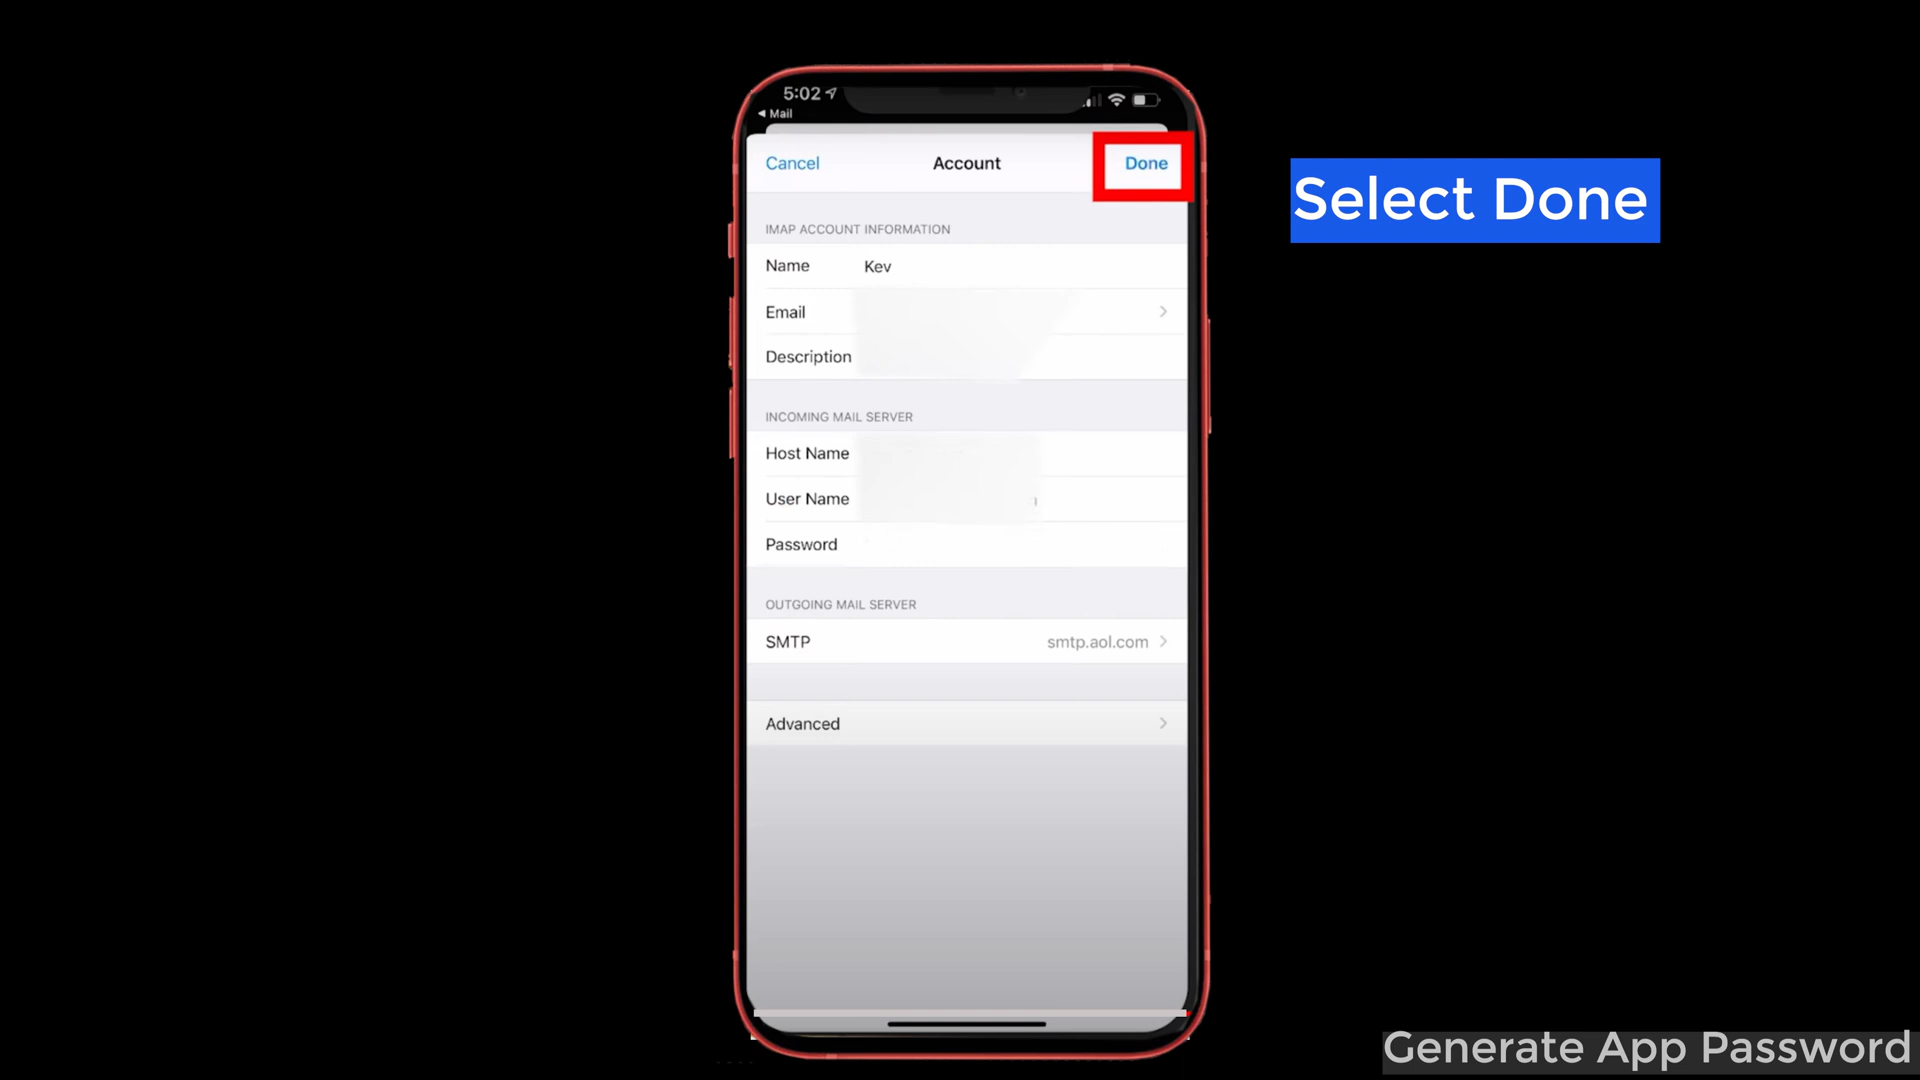 5:02
Mail
Cancel
Account
Done
Select Done
IMAP ACCOUNT INFORMATION
Name Kev
Email
Description
INCOMING MAIL SERVER
Host Name
User Name
Password
OUTGOING MAIL SERVER
SMTP smtp.aol.com
Advanced
Generate App Password